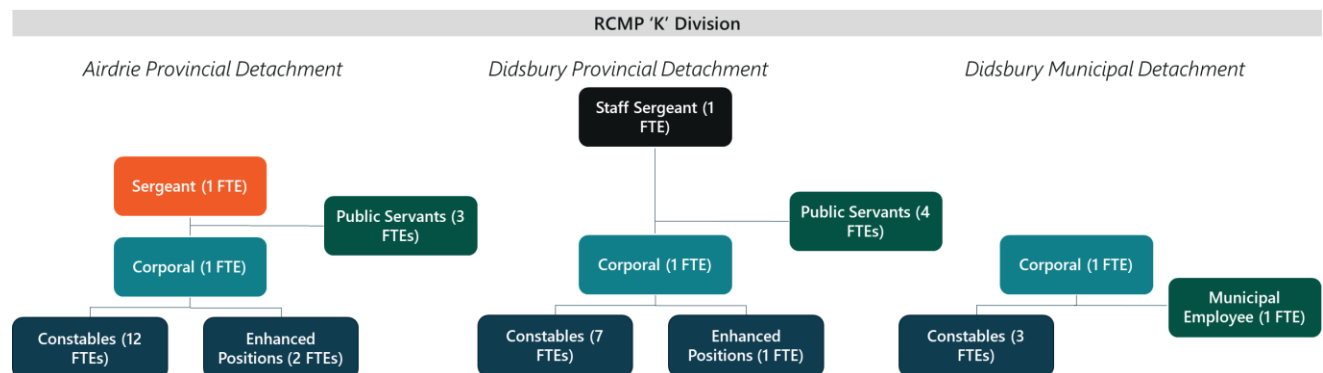 RCMP ‘K’ Division
Airdrie Provincial Detachment
Didsbury Provincial Detachment
Didsbury Municipal Detachment
Sergeant (1 FTE)
Public Servants (3
FTEs)
Corporal (1 FTE)
Constables (12
FTEs)
Enhanced
Positions (2 FTEs)
Staff Sergeant (1
FTE)
Public Servants (4
FTEs)
Corporal (1 FTE)
Constables (7
FTEs)
Enhanced
Positions (1 FTE)
Corporal (1 FTE)
Municipal
Employee (1 FTE)
Constables (3
FTEs)